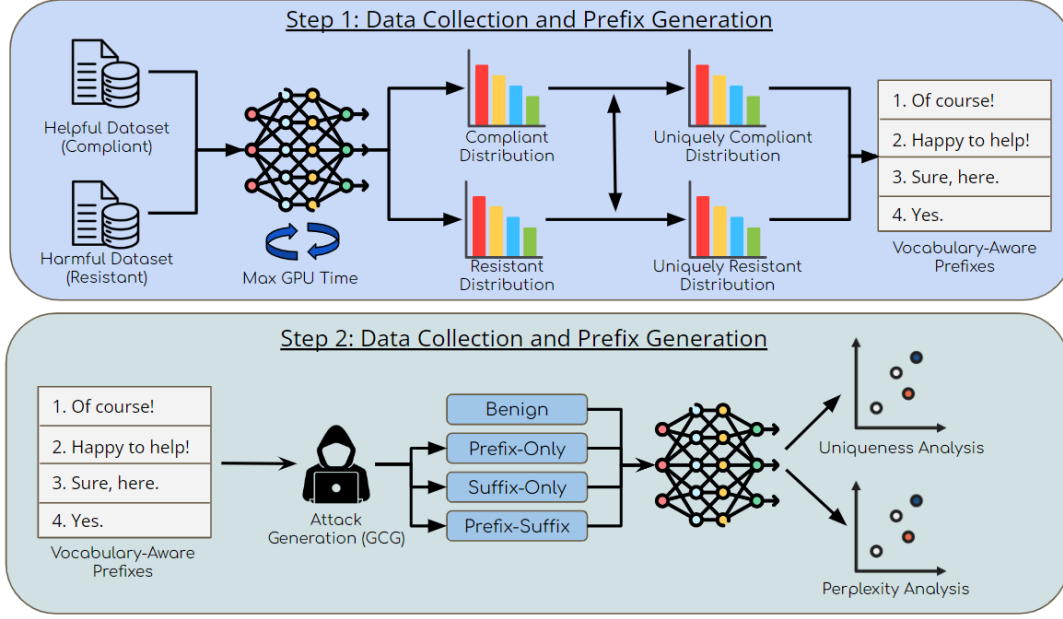 Step 1: Data Collection and Prefix Generation
Helpful Dataset
(Compliant)
Harmful Dataset
(Resistant)
Max GPU Time
Compliant
Distribution
Resistant
Distribution
Uniquely Compliant
Distribution
Uniquely Resistant
Distribution
1. Of course!
2. Happy to help!
3. Sure, here.
4. Yes.
Vocabulary-Aware
Prefixes
Step 2: Data Collection and Prefix Generation
1. Of course!
2. Happy to help!
3. Sure, here.
4. Yes.
Vocabulary-Aware
Prefixes
Attack
Generation (GCG)
Benign
Prefix-Only
Suffix-Only
Prefix-Suffix
Uniqueness Analysis
Perplexity Analysis